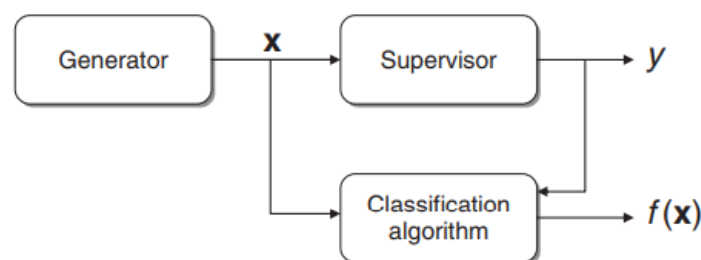 Generator
x
Supervisor
y
Classification
algorithm
f(x)